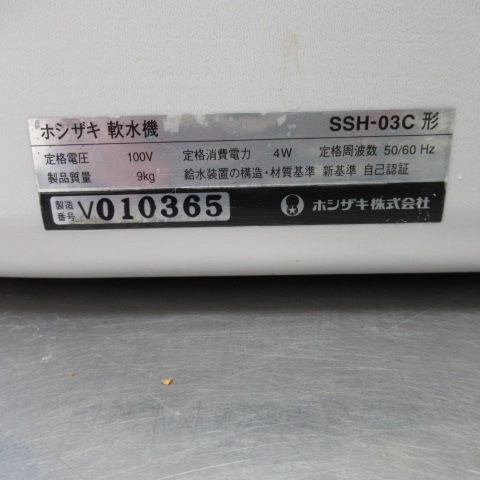 ホシザキ 軟水機 SSH-03C 形
定格電圧 100V 定格消費電力 4W 定格周波数 50/60 Hz
製品質量 9kg 給水装置の構造・材質基準 新基準 自己認証
製造番号 V010365 ホシザキ株式会社